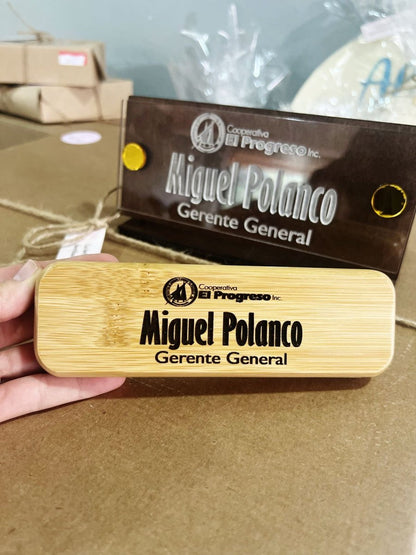 Cooperativa
El Progreso Inc.
Miguel Polanco
Gerente General
Cooperativa
El Progreso Inc.
Miguel Polanco
Gerente General